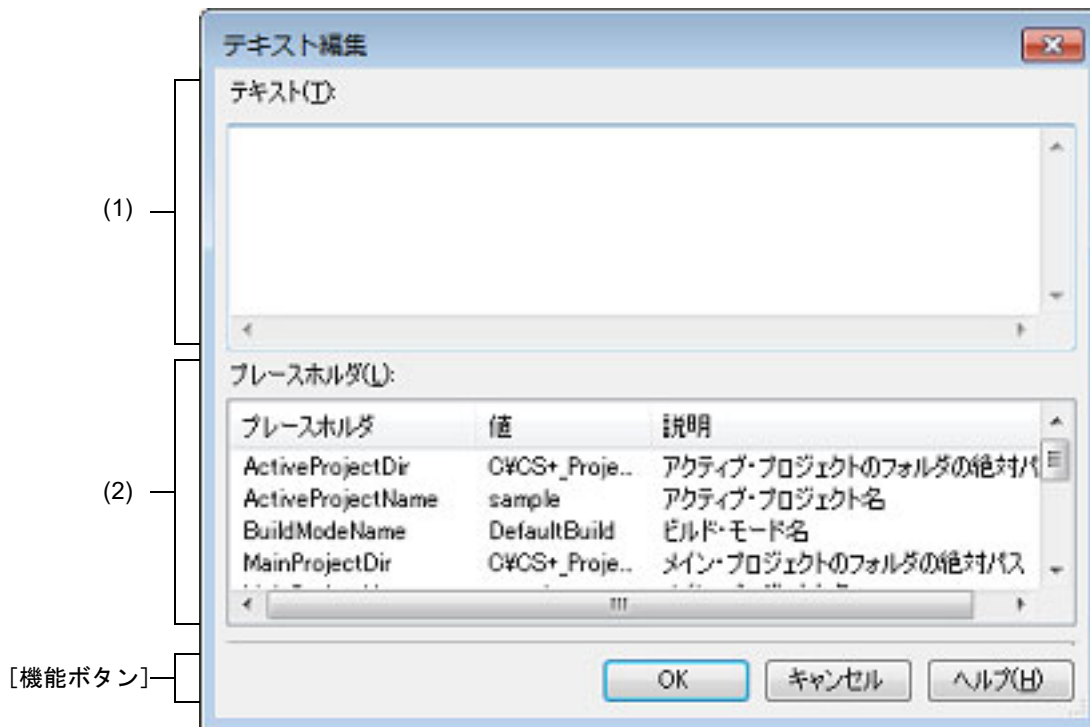 テキスト編集
テキスト(T):
(1)
プレースホルダ(L):
プレースホルダ 値 説明
ActiveProjectDir C¥CS+_Proje... アクティブ・プロジェクトのフォルダの絶対パ
ActiveProjectName sample アクティブ・プロジェクト名
(2)
BuildModeName DefaultBuild ビルド・モード名
MainProjectDir C¥CS+_Proje... メイン・プロジェクトのフォルダの絶対パス
[機能ボタン]
OK キャンセル ヘルプ(H)